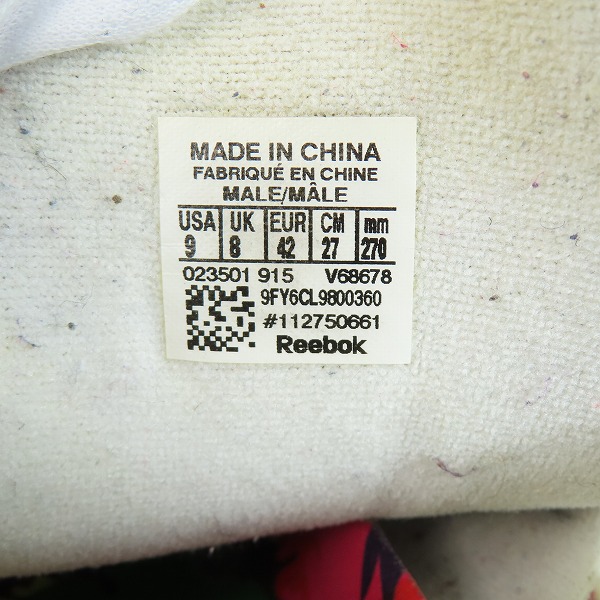 MADE IN CHINA
FABRIQUÉ EN CHINE
MALE/MÂLE
USA UK EUR CM mm
9 8 42 27 270
023501 915 V68678
9FY6CL9800360
#112750661
Reebok